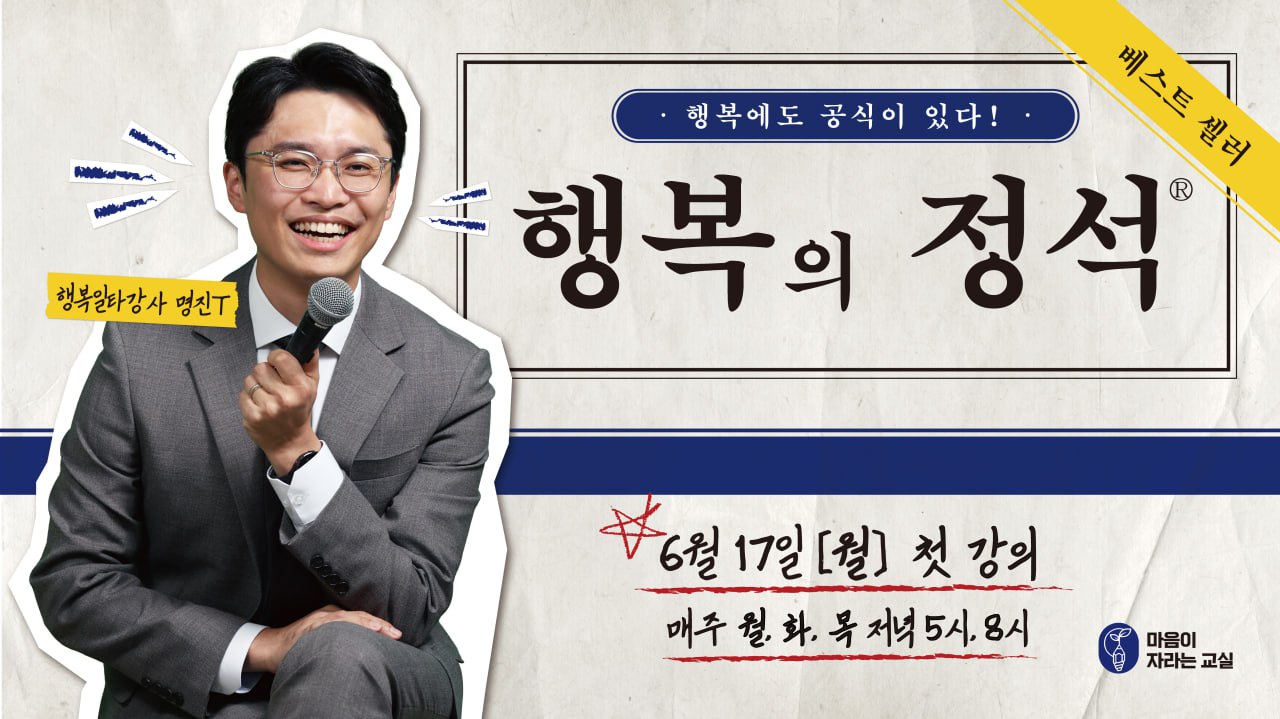 베스트 셀러
· 행복에도 공식이 있다! ·
행복의 정석®
행복일타강사 명진T
6월 17일 [월] 첫 강의
매주 월, 화, 목 저녁 5시, 8시
마음이
자라는 교실